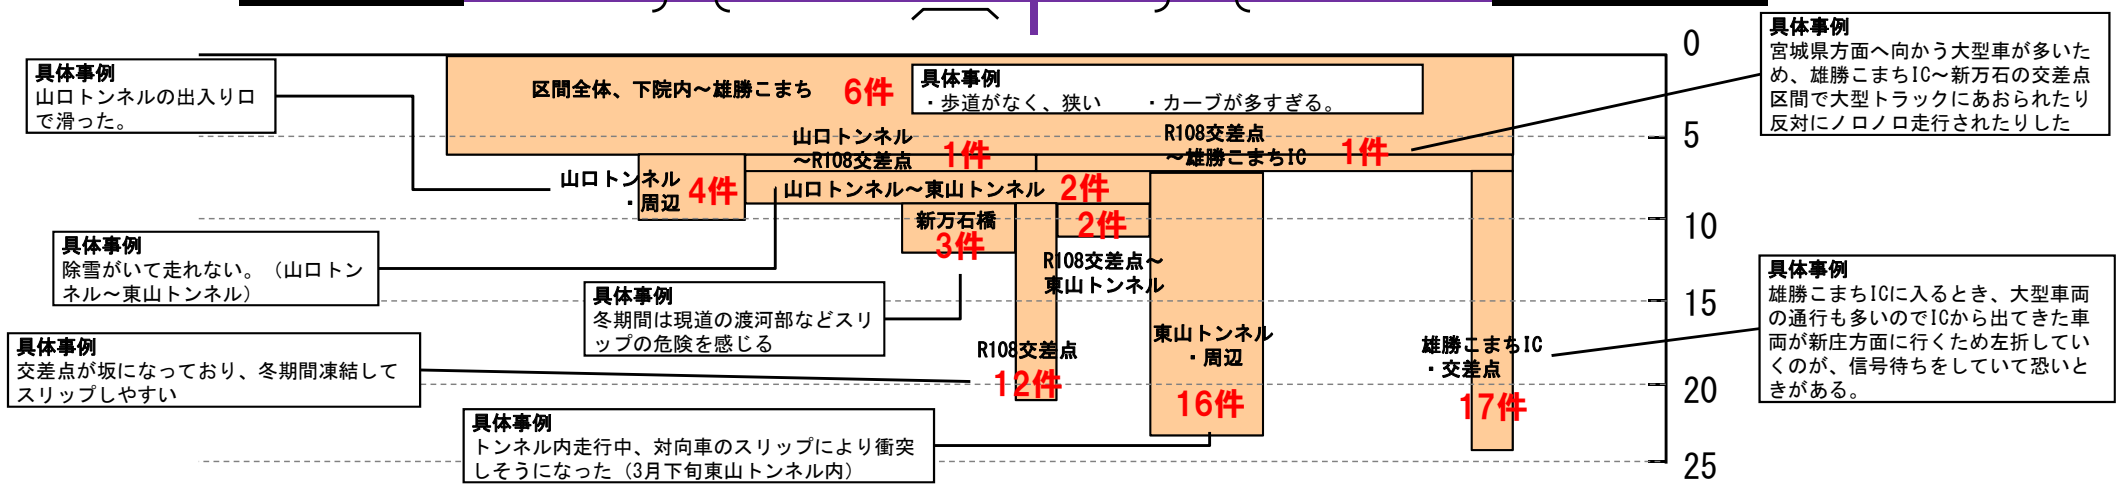 具体事例
山口トンネルの出入り口
で滑った。
区間全体、下院内～雄勝こまち
6件
具体事例
・歩道がなく、狭い　　・カーブが多すぎる。
0
5
10
15
20
25
具体事例
宮城県方面へ向かう大型車が多いた
め、雄勝こまちIC～新万石の交差点
区間で大型トラックにあおられたり
反対にノロノロ走行されたりした
山口トンネル
～R108交差点
1件
R108交差点
～雄勝こまちIC
1件
山口トンネル
・周辺
4件
山口トンネル～東山トンネル
2件
新万石橋
3件
2件
R108交差点～
東山トンネル
具体事例
除雪がいて走れない。（山口トン
ネル～東山トンネル）
具体事例
冬期間は現道の渡河部などスリ
ップの危険を感じる
具体事例
交差点が坂になっており、冬期間凍結して
スリップしやすい
R108交差点
12件
東山トンネル
・周辺
16件
雄勝こまちIC
・交差点
17件
具体事例
雄勝こまちICに入るとき、大型車両
の通行も多いのでICから出てきた車
両が新庄方面に行くため左折してい
くのが、信号待ちをしていて恐いと
きがある。
具体事例
トンネル内走行中、対向車のスリップにより衝突
しそうになった（3月下旬東山トンネル内）